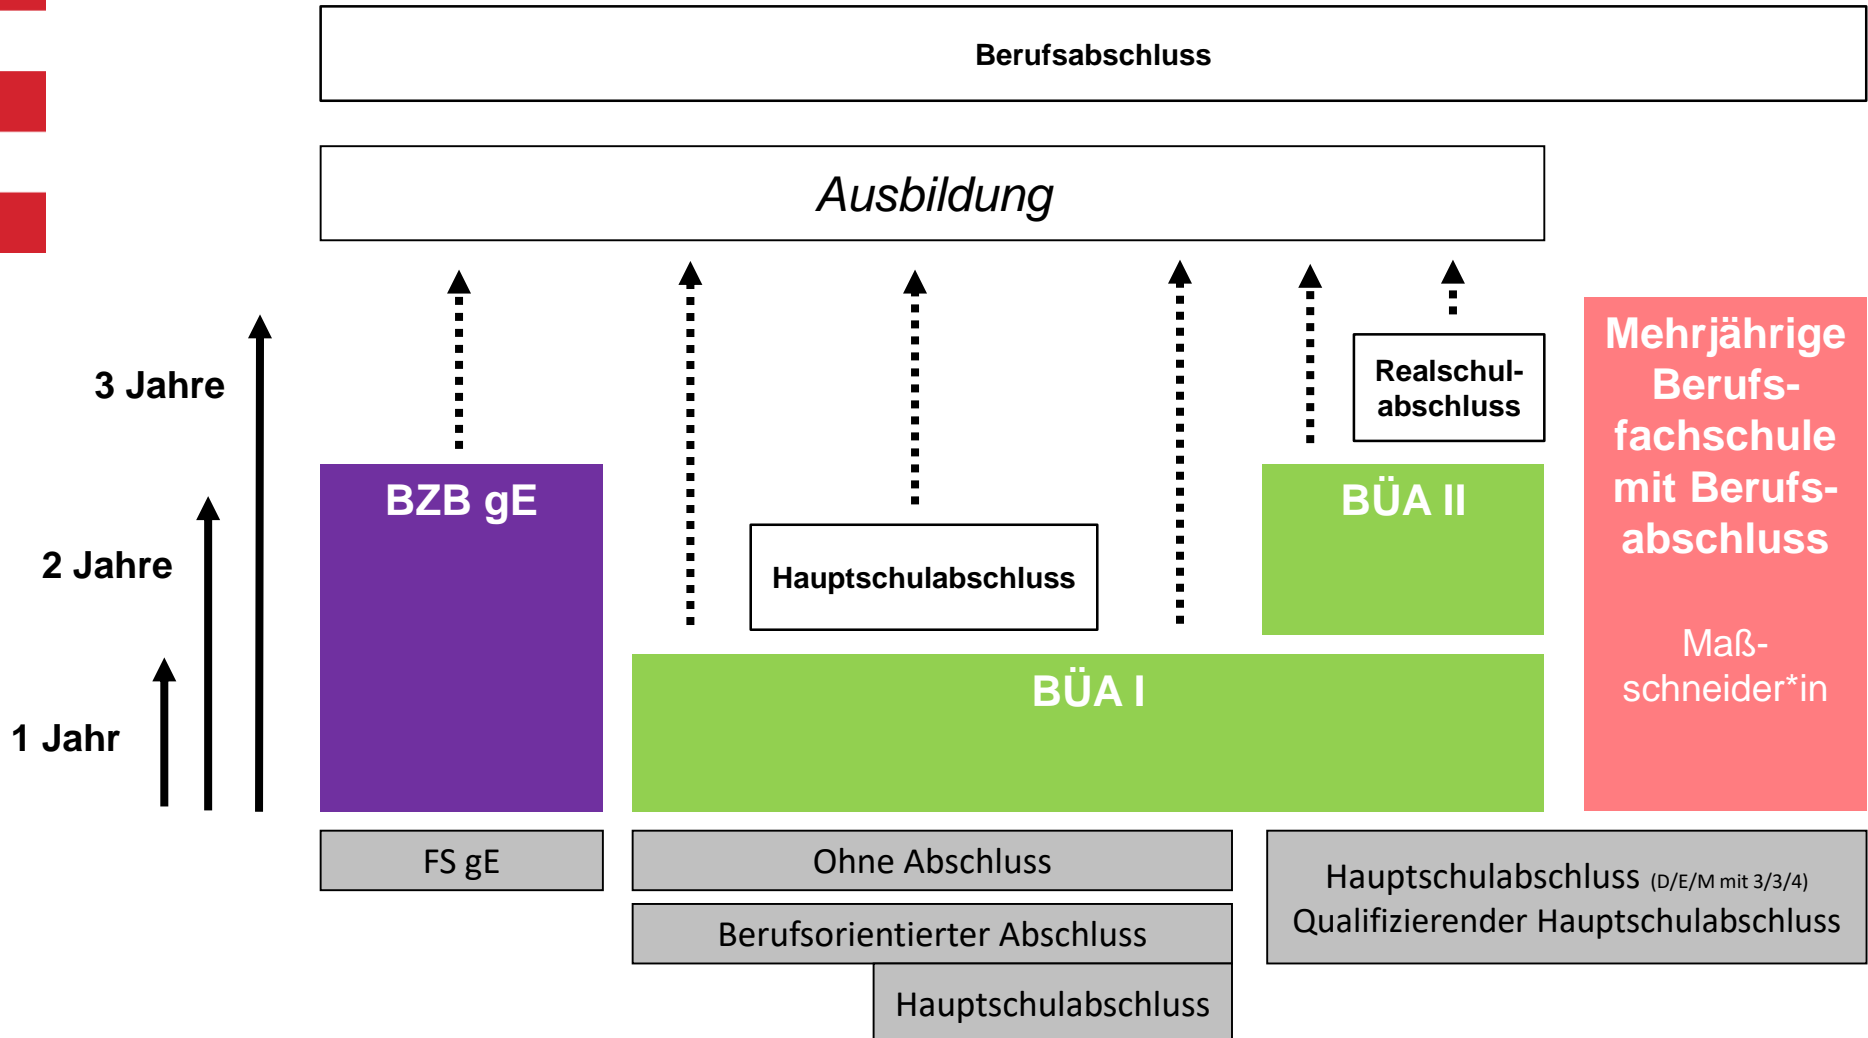 Berufsabschluss
Ausbildung
3 Jahre
2 Jahre
1 Jahr
BZB gE
Hauptschulabschluss
BÜA I
Realschul-
abschluss
BÜA II
Mehrjährige
Berufs-
fachschule
mit Berufs-
abschluss
Maß-
schneider*in
FS gE
Ohne Abschluss
Berufsorientierter Abschluss
Hauptschulabschluss
Hauptschulabschluss (D/E/M mit 3/3/4)
Qualifizierender Hauptschulabschluss